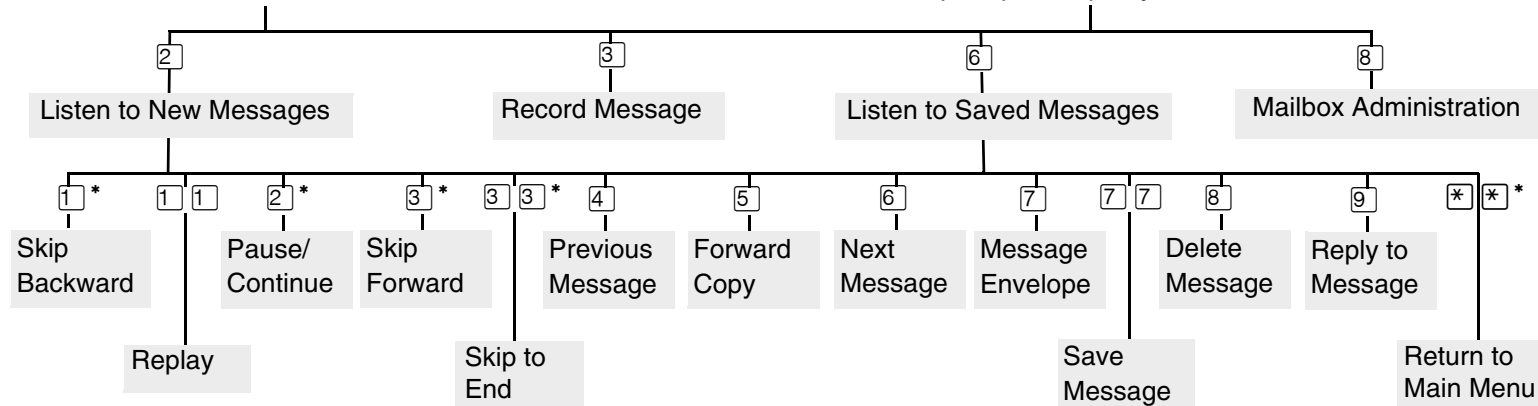 2
3
6
8
Listen to New Messages
Record Message
Listen to Saved Messages
Mailbox Administration
1 *
1 1
2 *
3 *
3 3 *
4
5
6
7
7 7
8
9
* * *
Skip
Backward
Pause/
Continue
Skip
Forward
Previous
Message
Forward
Copy
Next
Message
Message
Envelope
Delete
Message
Reply to
Message
Replay
Skip to
End
Save
Message
Return to
Main Menu